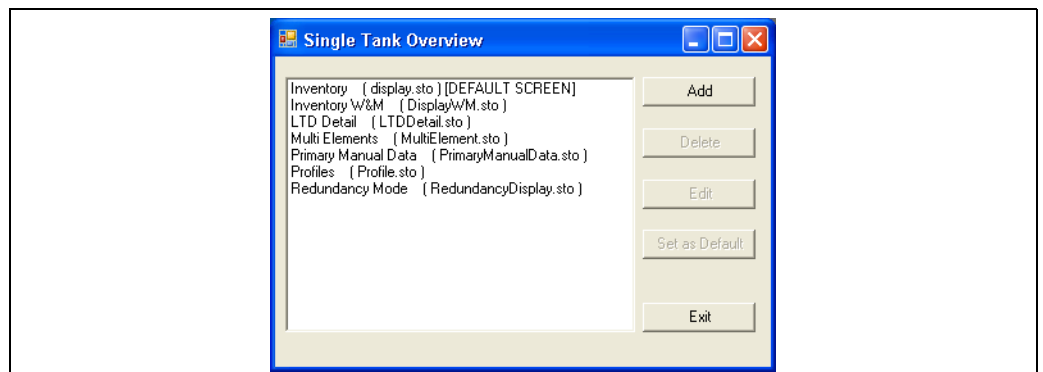 Single Tank Overview
Inventory ( display.sto ) [DEFAULT SCREEN]
Inventory W&M ( DisplayWM.sto )
LTD Detail ( LTDDetail.sto )
Multi Elements ( MultiElement.sto )
Primary Manual Data ( PrimaryManualData.sto )
Profiles ( Profile.sto )
Redundancy Mode ( RedundancyDisplay.sto )
Add
Delete
Edit
Set as Default
Exit